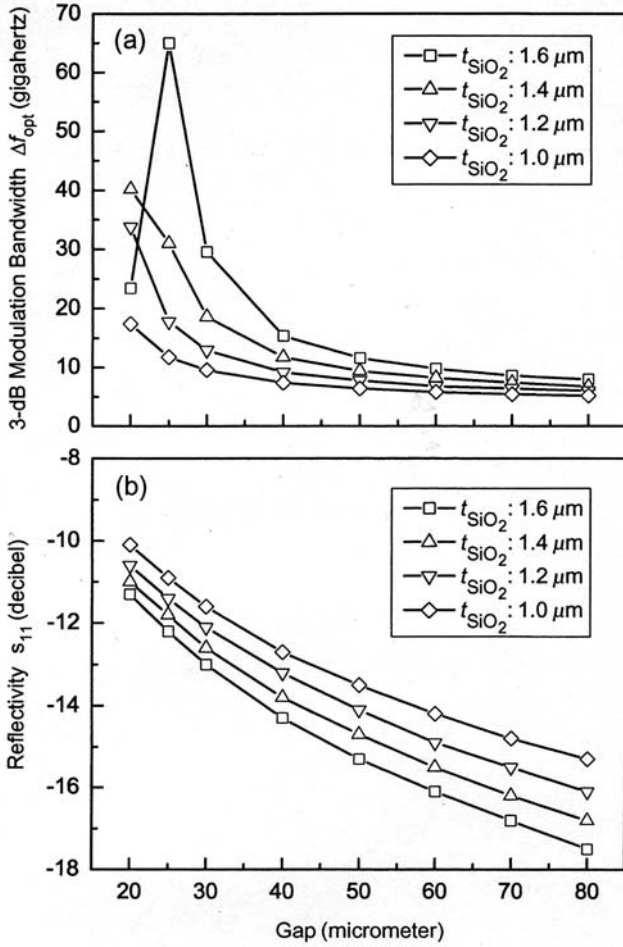 (a)
t_SiO2: 1.6 μm
t_SiO2: 1.4 μm
t_SiO2: 1.2 μm
t_SiO2: 1.0 μm
3-dB Modulation Bandwidth Δf_opt (gigahertz)
70
60
50
40
30
20
10
0
(b)
t_SiO2: 1.6 μm
t_SiO2: 1.4 μm
t_SiO2: 1.2 μm
t_SiO2: 1.0 μm
Reflectivity s_11 (decibel)
-8
-10
-12
-14
-16
-18
20 30 40 50 60 70 80
Gap (micrometer)